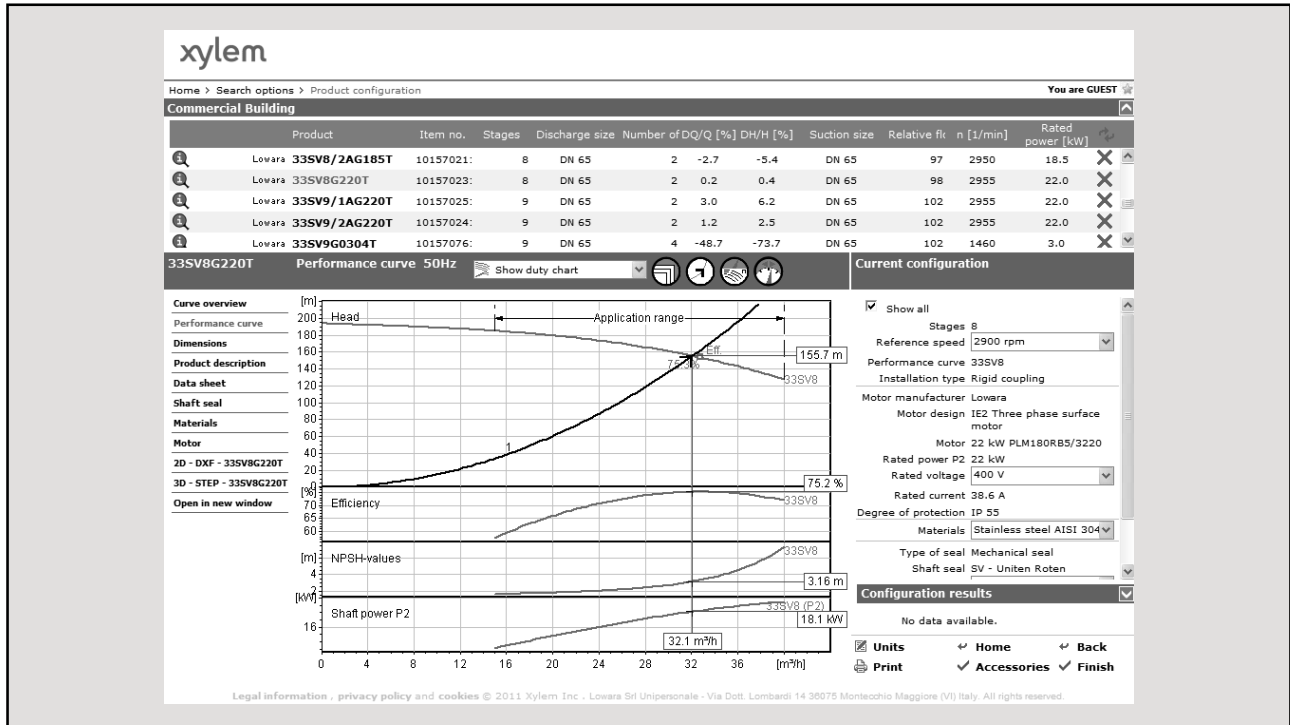 xylem
Home > Search options > Product configuration You are GUEST
Commercial Building
Product Item no. Stages Discharge size Number of DQ/Q [%] DH/H [%] Suction size Relative flo n [1/min] Rated power [kW]
Lowara 33SV8/2AG185T 10157021: 8 DN 65 2 -2.7 -5.4 DN 65 97 2950 18.5
Lowara 33SV8G220T 10157023: 8 DN 65 2 0.2 0.4 DN 65 98 2955 22.0
Lowara 33SV9/1AG220T 10157025: 9 DN 65 2 3.0 6.2 DN 65 102 2955 22.0
Lowara 33SV9/2AG220T 10157024: 9 DN 65 2 1.2 2.5 DN 65 102 2955 22.0
Lowara 33SV9G0304T 10157076: 9 DN 65 4 -48.7 -73.7 DN 65 102 1460 3.0
33SV8G220T Performance curve 50Hz Show duty chart Current configuration
Curve overview
Performance curve
Dimensions
Product description
Data sheet
Shaft seal
Materials
Motor
2D - DXF - 33SV8G220T
3D - STEP - 33SV8G220T
Open in new window
[m]
Head
Application range
200
180
160
140
120
100
80
60
40
20
0
Eff.
75.3%
155.7 m
33SV8
1
75.2 %
[%]
Efficiency
70
65
60
33SV8
[m]
NPSH-values
4
2
33SV8
3.16 m
[kW]
Shaft power P2
16
33SV8 (P2)
18.1 kW
32.1 m³/h
0 4 8 12 16 20 24 28 32 36 [m³/h]
Show all
Stages 8
Reference speed 2900 rpm
Performance curve 33SV8
Installation type Rigid coupling
Motor manufacturer Lowara
Motor design IE2 Three phase surface
motor
Motor 22 kW PLM180RB5/3220
Rated power P2 22 kW
Rated voltage 400 V
Rated current 38.6 A
Degree of protection IP 55
Materials Stainless steel AISI 304
Type of seal Mechanical seal
Shaft seal SV - Uniten Roten
Configuration results
No data available.
Units Home Back
Print Accessories Finish
Legal information , privacy policy and cookies © 2011 Xylem Inc . Lowara Srl Unipersonale - Via Dott. Lombardi 14 36075 Montecchio Maggiore (VI) Italy. All rights reserved.